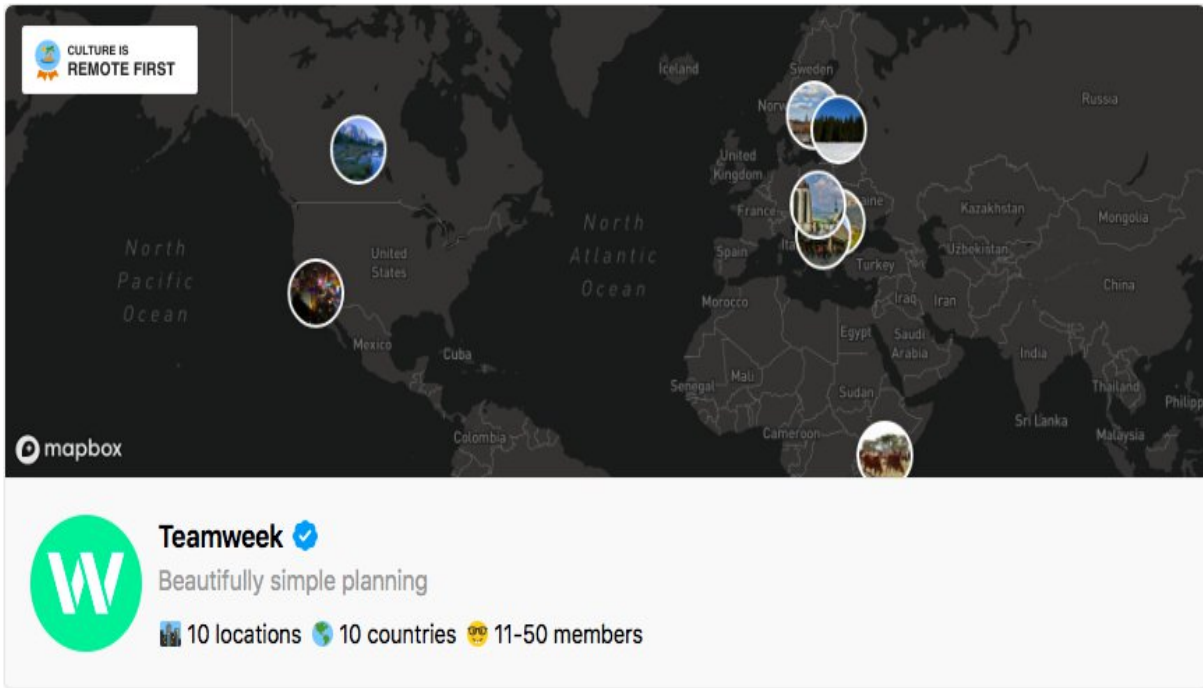 CULTURE IS
REMOTE FIRST
Iceland
Sweden
Russia
United
Kingdom
France
Kazakhstan
Mongolia
North
Pacific
Ocean
United
States
North
Atlantic
Ocean
Spain
Turkey
Uzbekistan
China
Morocco
Iraq
Iran
Mexico
Cuba
Egypt
Saudi
Arabia
India
Senegal
Mali
Sudan
Thailand
Colombia
Cameroon
Sri Lanka
Malaysia
mapbox
Teamweek
Beautifully simple planning
10 locations 10 countries 11-50 members